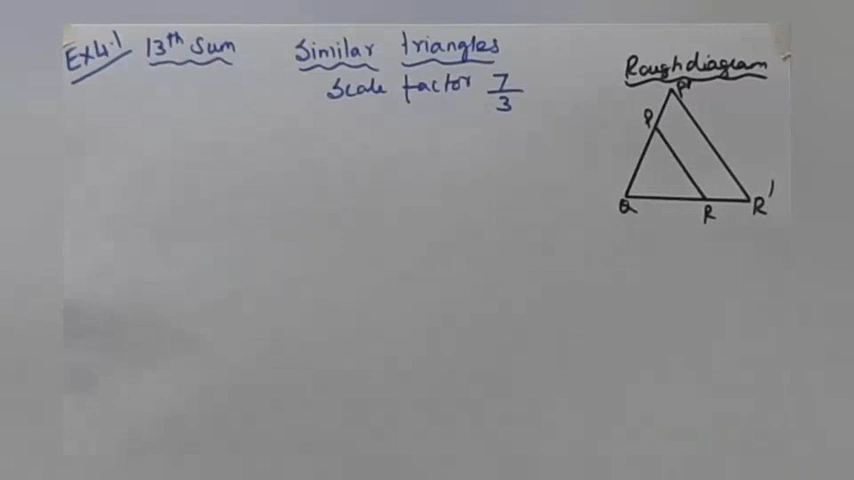 Ex4.1 13th Sum Similar triangles
Scale factor 7/3
Rough diagram
P'
P
Q
R
R'